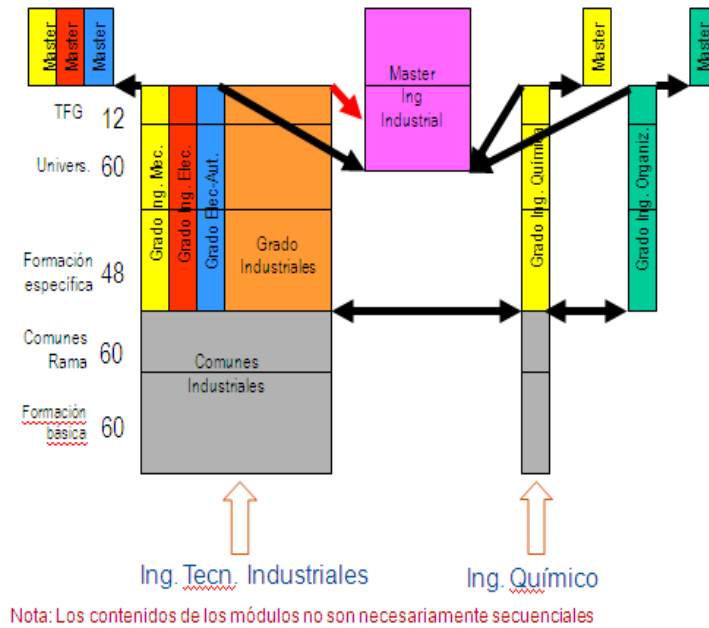 Master
Master
Master
Master
Ing
Industrial
Master
Master
TFG 12
Univers. 60
Formación
específica 48
Comunes
Rama 60
Formación
básica 60
Grado Ing. Mec.
Grado Ing. Elec.
Grado Elec-Aut.
Grado
Industriales
Comunes
Industriales
Grado Ing. Química
Grado Ing. Organiz.
Ing. Tecn. Industriales
Ing. Químico
Nota: Los contenidos de los módulos no son necesariamente secuenciales